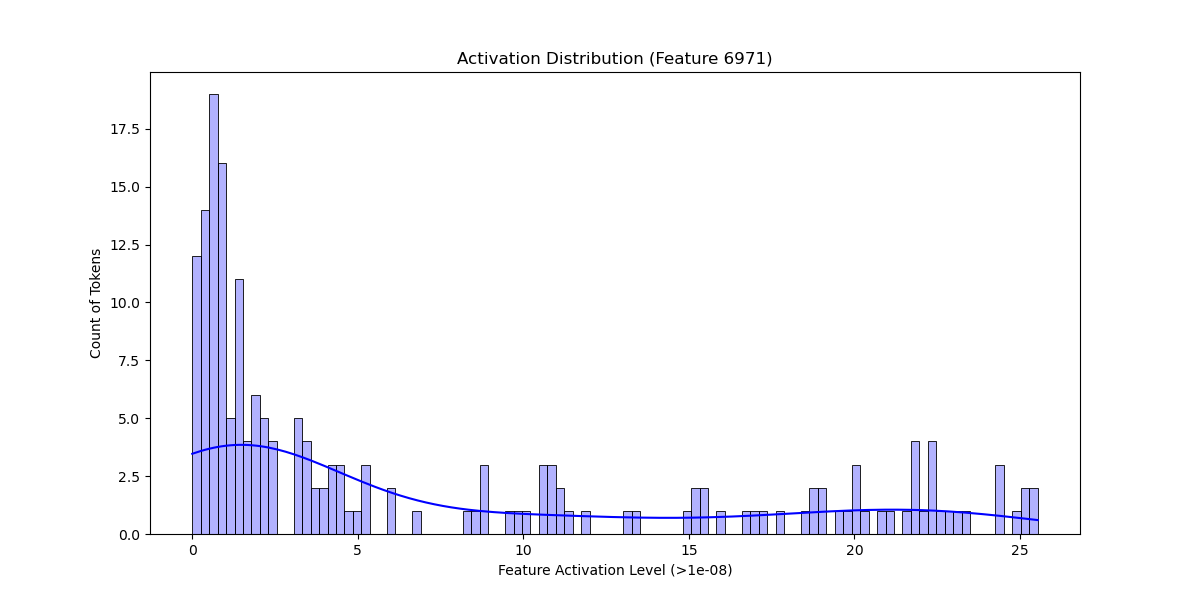 Activation Distribution (Feature 6971)
17.5
15.0
12.5
10.0
7.5
5.0
2.5
0.0
Count of Tokens
0 5 10 15 20 25
Feature Activation Level (>1e-08)